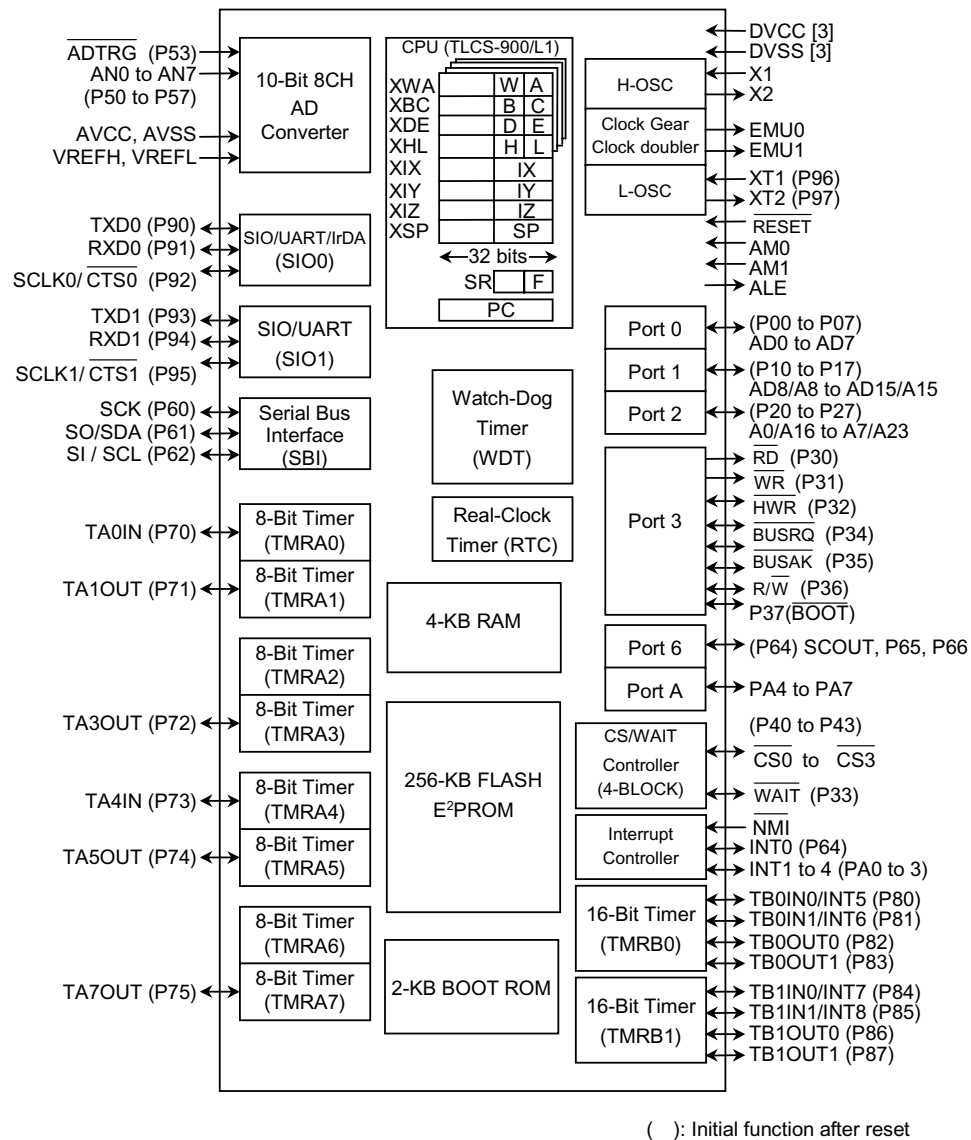 ADTRG (P53)
AN0 to AN7
(P50 to P57)
AVCC, AVSS
VREFH, VREFL
10-Bit 8CH
AD
Converter
TXD0 (P90)
RXD0 (P91)
SCLK0/ CTS0 (P92)
SIO/UART/IrDA
(SIO0)
TXD1 (P93)
RXD1 (P94)
SCLK1/ CTS1 (P95)
SIO/UART
(SIO1)
SCK (P60)
SO/SDA (P61)
SI / SCL (P62)
Serial Bus
Interface
(SBI)
TA0IN (P70)
8-Bit Timer
(TMRA0)
TA1OUT (P71)
8-Bit Timer
(TMRA1)
8-Bit Timer
(TMRA2)
TA3OUT (P72)
8-Bit Timer
(TMRA3)
TA4IN (P73)
8-Bit Timer
(TMRA4)
TA5OUT (P74)
8-Bit Timer
(TMRA5)
8-Bit Timer
(TMRA6)
TA7OUT (P75)
8-Bit Timer
(TMRA7)
CPU (TLCS-900/L1)
XWA W A
XBC B C
XDE D E
XHL H L
XIX IX
XIY IY
XIZ IZ
XSP SP
32 bits
SR F
PC
Watch-Dog
Timer
(WDT)
Real-Clock
Timer (RTC)
4-KB RAM
256-KB FLASH
E²PROM
2-KB BOOT ROM
DVCC [3]
DVSS [3]
H-OSC
X1
X2
Clock Gear
Clock doubler
EMU0
EMU1
L-OSC
XT1 (P96)
XT2 (P97)
RESET
AM0
AM1
ALE
Port 0
(P00 to P07)
AD0 to AD7
Port 1
(P10 to P17)
AD8/A8 to AD15/A15
Port 2
(P20 to P27)
A0/A16 to A7/A23
Port 3
RD (P30)
WR (P31)
HWR (P32)
BUSRQ (P34)
BUSAK (P35)
R/W (P36)
P37(BOOT)
Port 6
(P64) SCOUT, P65, P66
Port A
PA4 to PA7
CS/WAIT
Controller
(4-BLOCK)
(P40 to P43)
CS0 to CS3
WAIT (P33)
Interrupt
Controller
NMI
INT0 (P64)
INT1 to 4 (PA0 to 3)
16-Bit Timer
(TMRB0)
TB0IN0/INT5 (P80)
TB0IN1/INT6 (P81)
TB0OUT0 (P82)
TB0OUT1 (P83)
16-Bit Timer
(TMRB1)
TB1IN0/INT7 (P84)
TB1IN1/INT8 (P85)
TB1OUT0 (P86)
TB1OUT1 (P87)
( ): Initial function after reset